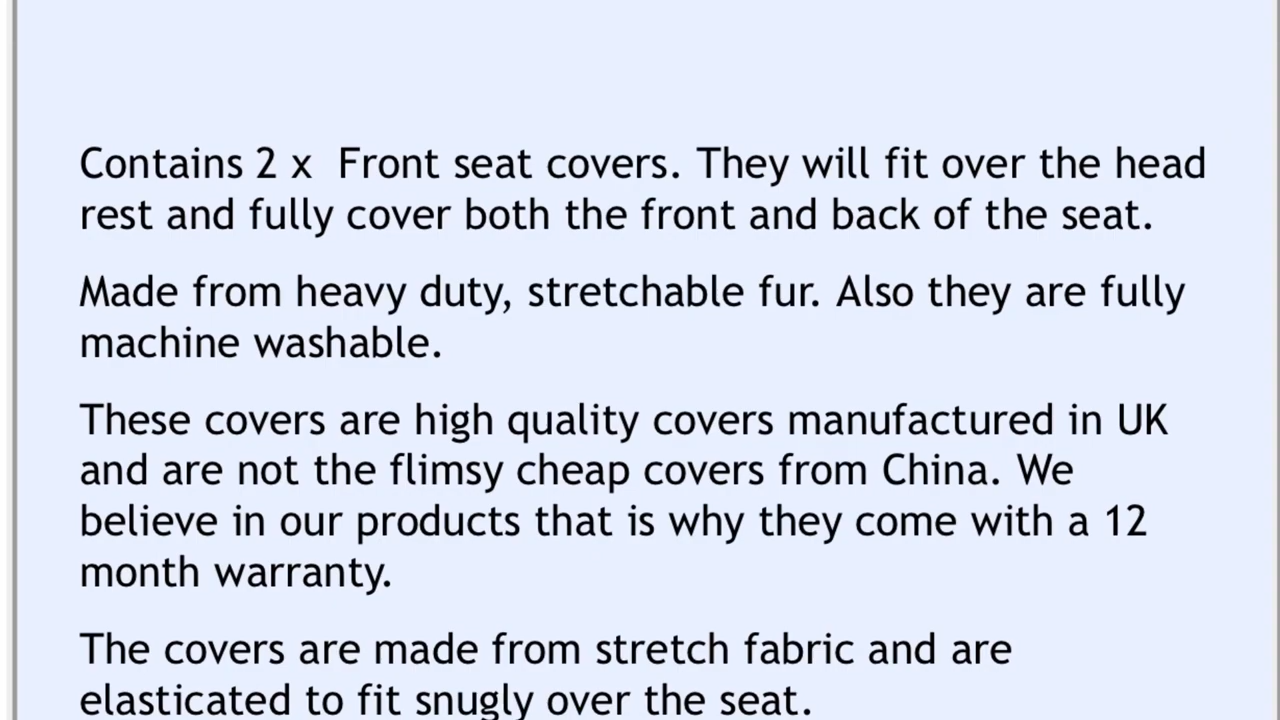 Contains 2 x  Front seat covers. They will fit over the head
rest and fully cover both the front and back of the seat.
Made from heavy duty, stretchable fur. Also they are fully
machine washable.
These covers are high quality covers manufactured in UK
and are not the flimsy cheap covers from China. We
believe in our products that is why they come with a 12
month warranty.
The covers are made from stretch fabric and are
elasticated to fit snugly over the seat.